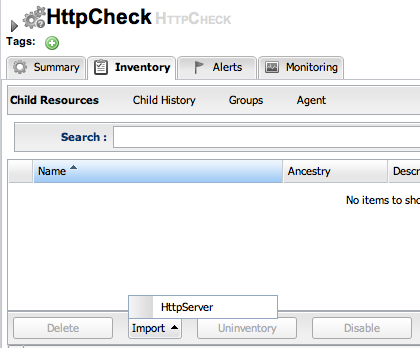 HttpCheck HTTPCHECK
Tags:
Summary Inventory Alerts Monitoring
Child Resources Child History Groups Agent
Search :
Name Ancestry Descr
No items to sho
HttpServer
Delete Import Uninventory Disable